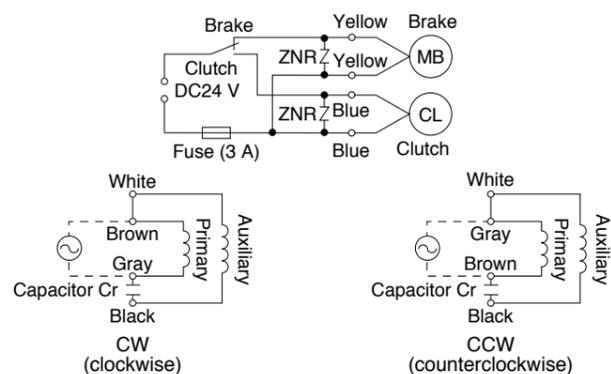 Brake
Clutch
DC24 V
Fuse (3 A)
ZNR
Yellow
Yellow
Brake
MB
ZNR
Blue
Blue
CL
Clutch
White
Brown
Gray
Primary
Auxiliary
Capacitor Cr
Black
CW
(clockwise)
White
Gray
Brown
Primary
Auxiliary
Capacitor Cr
Black
CCW
(counterclockwise)